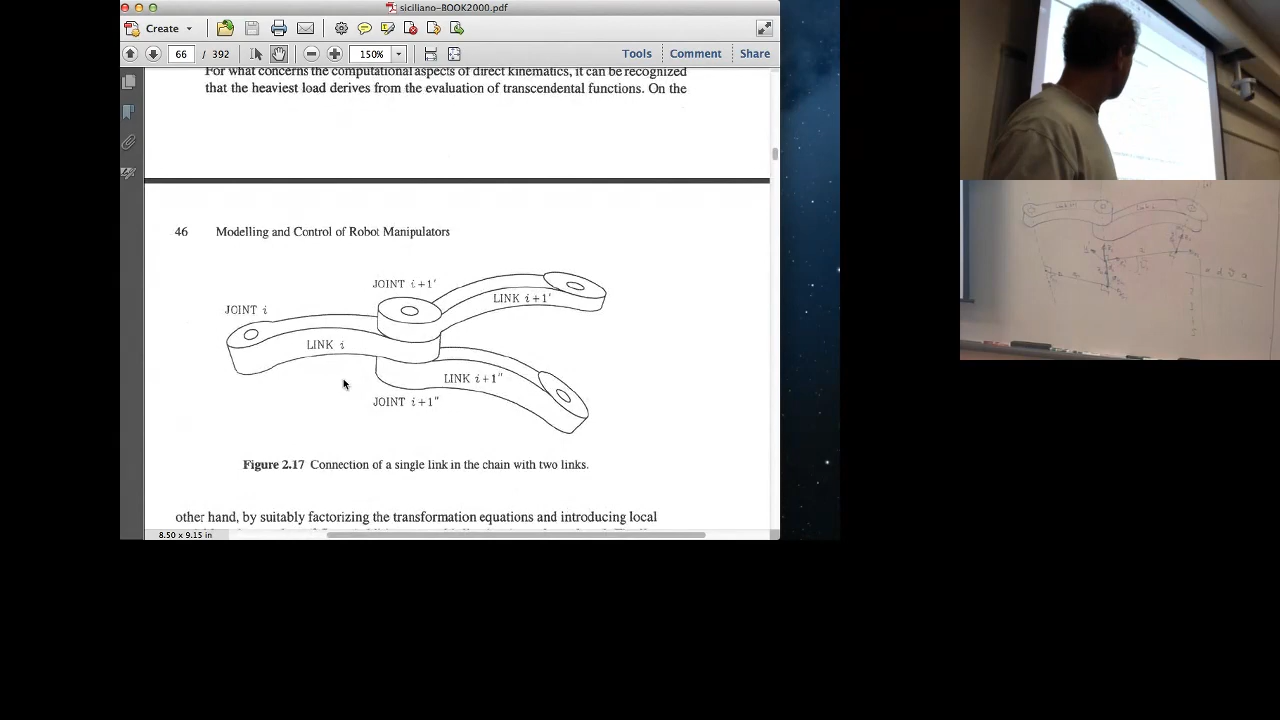 siciliano-BOOK2000.pdf
Create
66 / 392
150%
Tools
Comment
Share
For what concerns the computational aspects of direct kinematics, it can be recognized
that the heaviest load derives from the evaluation of transcendental functions. On the
46 Modelling and Control of Robot Manipulators
JOINT i+1′
JOINT i
LINK i+1′
LINK i
LINK i+1″
JOINT i+1″
Figure 2.17 Connection of a single link in the chain with two links.
other hand, by suitably factorizing the transformation equations and introducing local
8.50 x 9.15 in